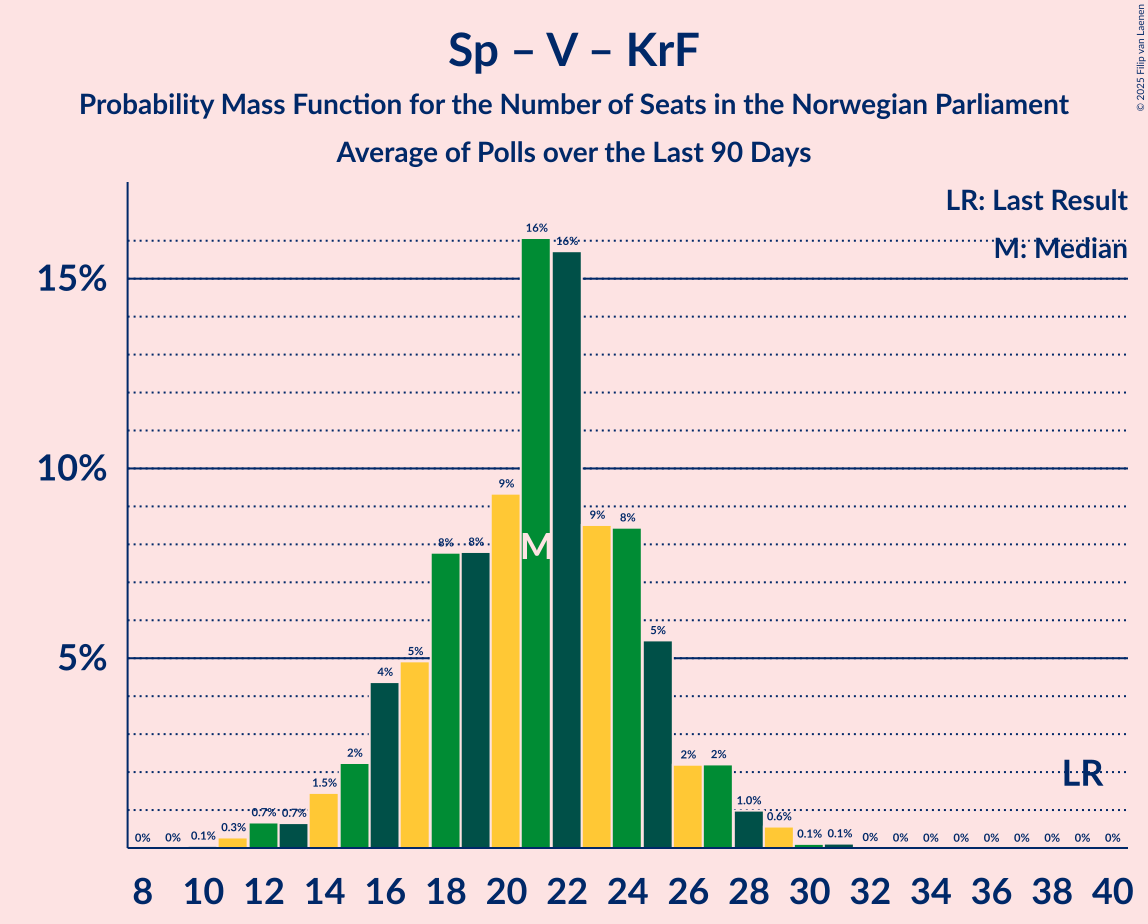 Sp – V – KrF
Probability Mass Function for the Number of Seats in the Norwegian Parliament
Average of Polls over the Last 90 Days
© 2025 Filip van Laenen
LR: Last Result
M: Median
15%
10%
5%
0% 0% 0.1% 0.3% 0.7% 0.7% 1.5% 2% 4% 5% 8% 8% 9% 16% 16% 9% 8% 5% 2% 2% 1.0% 0.6% 0.1% 0.1% 0% 0% 0% 0% 0% 0% 0% 0% 0%
M
LR
8 10 12 14 16 18 20 22 24 26 28 30 32 34 36 38 40